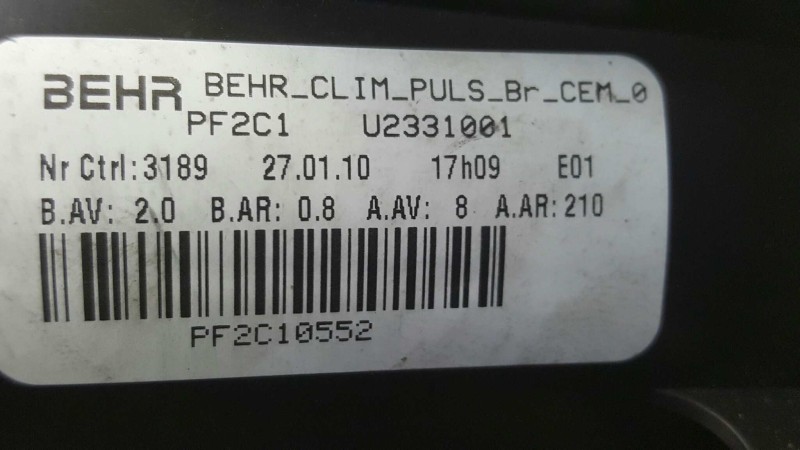 BEHR BEHR_CLIM_PULS_Br_CEM_0
PF2C1 U2331001
Nr Ctrl:3189 27.01.10 17h09 E01
B.AV: 2.0 B.AR: 0.8 A.AV: 8 A.AR: 210
PF2C10552